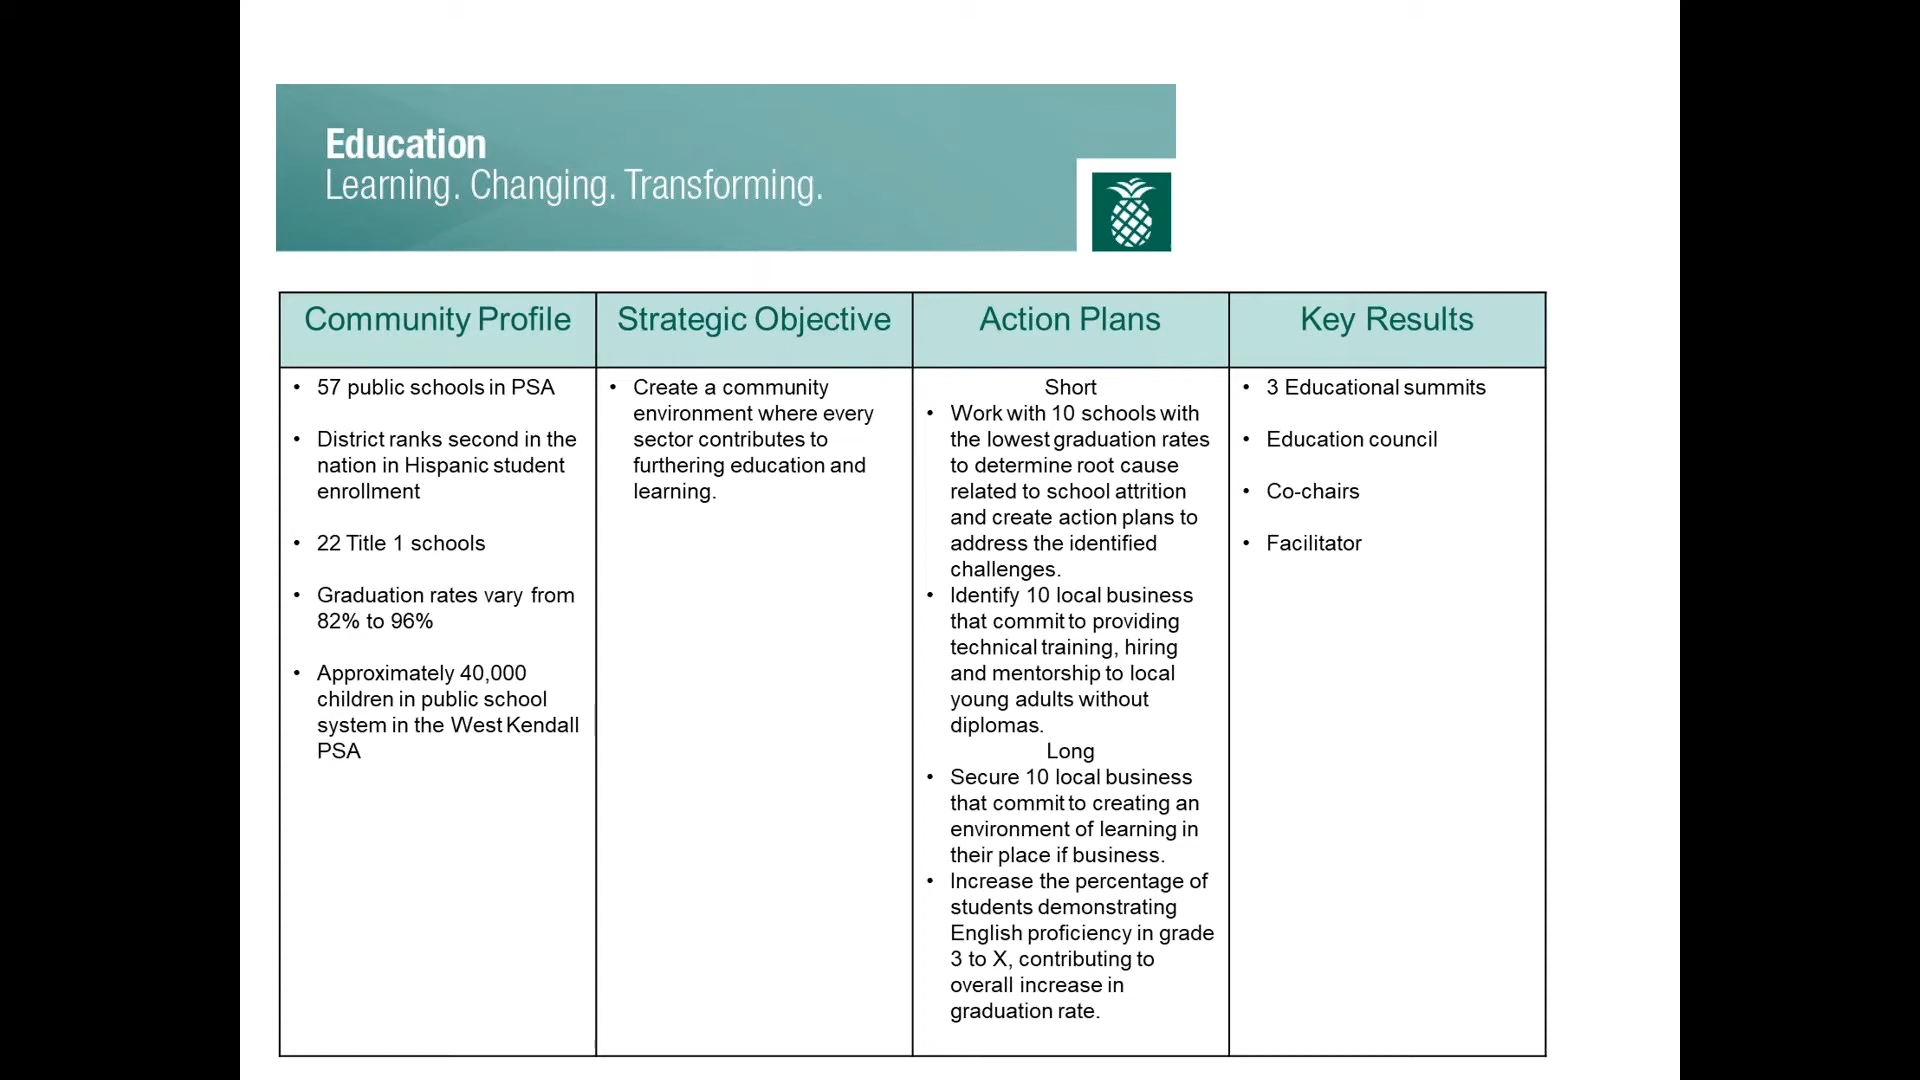 Education
Learning. Changing. Transforming.
Community Profile
Strategic Objective
Action Plans
Key Results
• 57 public schools in PSA
• District ranks second in the
nation in Hispanic student
enrollment
• 22 Title 1 schools
• Graduation rates vary from
82% to 96%
• Approximately 40,000
children in public school
system in the West Kendall
PSA
• Create a community
environment where every
sector contributes to
furthering education and
learning.
Short
• Work with 10 schools with
the lowest graduation rates
to determine root cause
related to school attrition
and create action plans to
address the identified
challenges.
• Identify 10 local business
that commit to providing
technical training, hiring
and mentorship to local
young adults without
diplomas.
Long
• Secure 10 local business
that commit to creating an
environment of learning in
their place if business.
• Increase the percentage of
students demonstrating
English proficiency in grade
3 to X, contributing to
overall increase in
graduation rate.
• 3 Educational summits
• Education council
• Co-chairs
• Facilitator